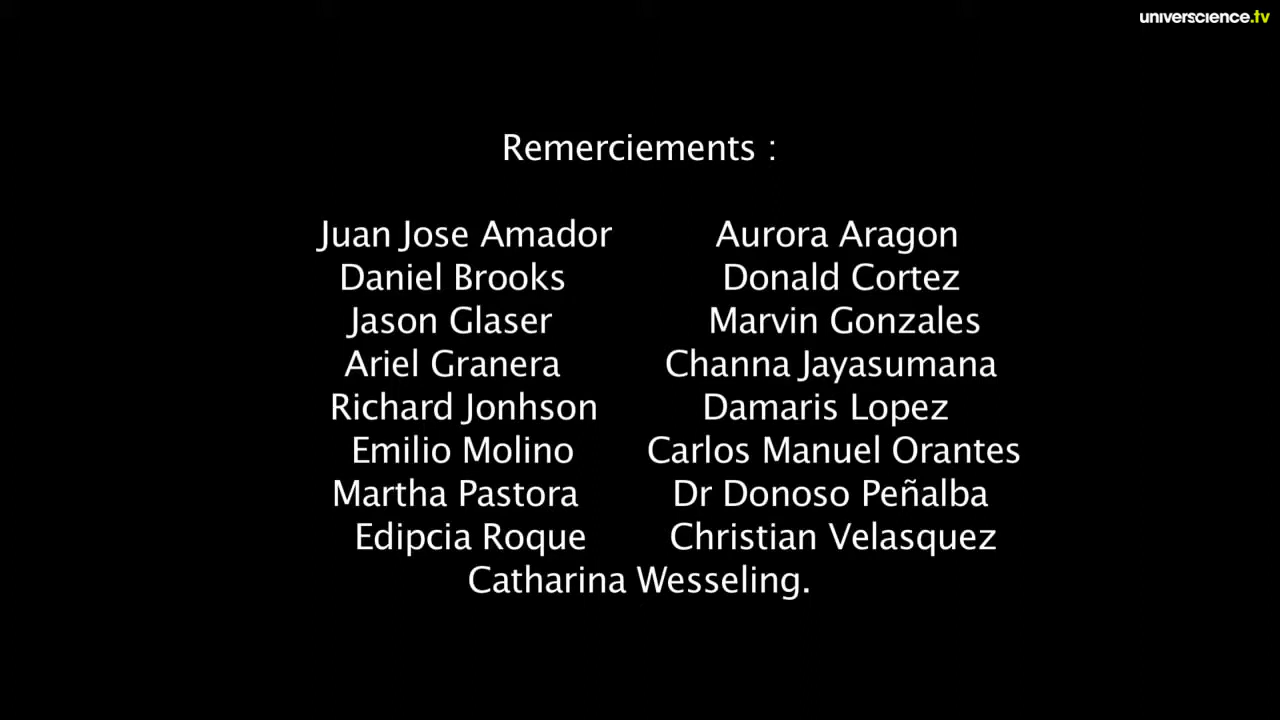 universcience.tv
Remerciements :
Juan Jose Amador Aurora Aragon
Daniel Brooks Donald Cortez
Jason Glaser Marvin Gonzales
Ariel Granera Channa Jayasumana
Richard Jonhson Damaris Lopez
Emilio Molino Carlos Manuel Orantes
Martha Pastora Dr Donoso Peñalba
Edipcia Roque Christian Velasquez
Catharina Wesseling.